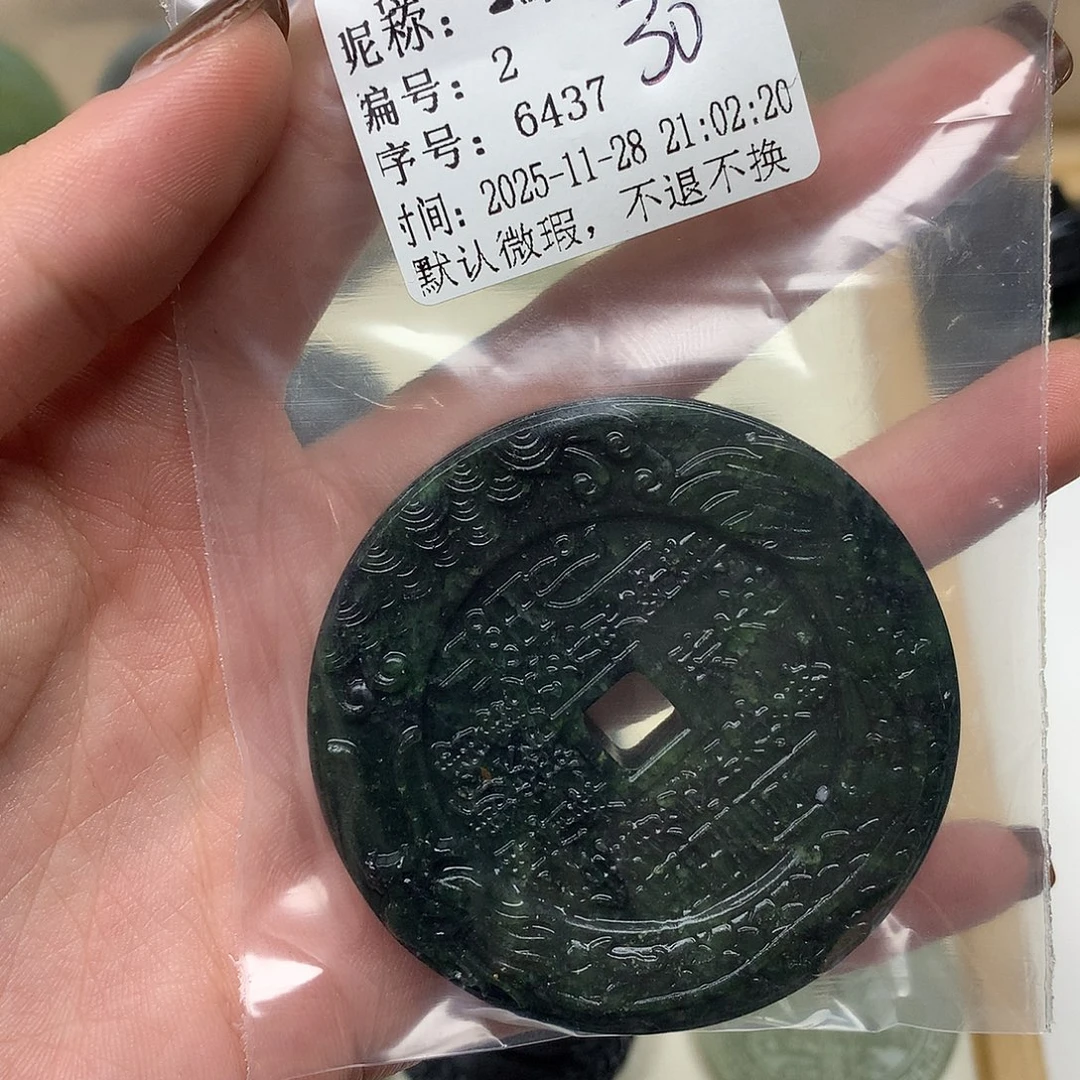 昵称：
30
编号：2
序号：6437
时间：2025-11-28 21:02:20
默认微瑕，不退不换